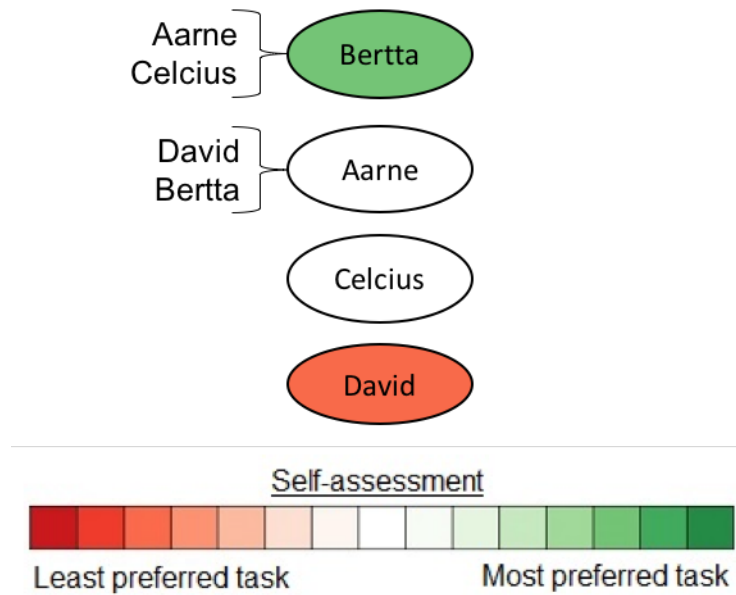 Aarne
Celcius
Bertta
David
Bertta
Aarne
Celcius
David
Self-assessment
Least preferred task
Most preferred task